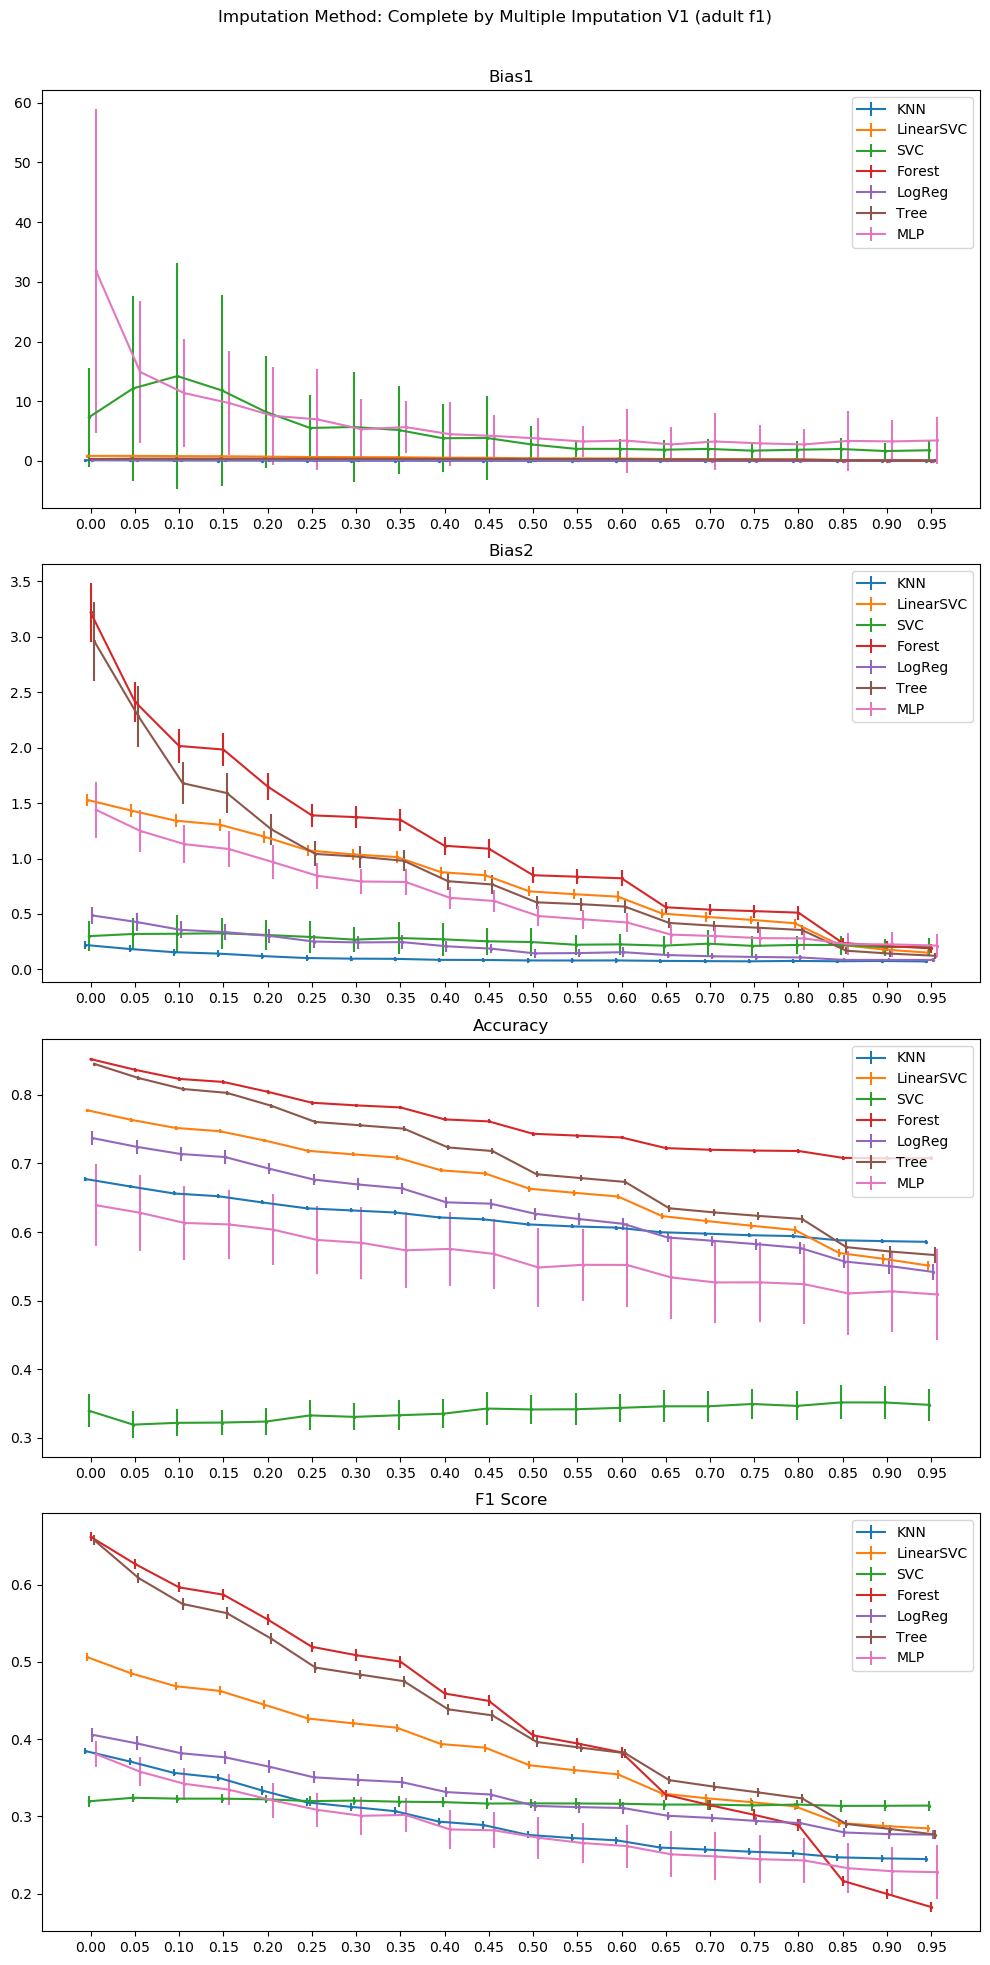 Imputation Method: Complete by Multiple Imputation V1 (adult f1)
Bias1
60
50
40
30
20
10
0
KNN
LinearSVC
SVC
Forest
LogReg
Tree
MLP
0.00 0.05 0.10 0.15 0.20 0.25 0.30 0.35 0.40 0.45 0.50 0.55 0.60 0.65 0.70 0.75 0.80 0.85 0.90 0.95
Bias2
3.5
3.0
2.5
2.0
1.5
1.0
0.5
0.0
KNN
LinearSVC
SVC
Forest
LogReg
Tree
MLP
0.00 0.05 0.10 0.15 0.20 0.25 0.30 0.35 0.40 0.45 0.50 0.55 0.60 0.65 0.70 0.75 0.80 0.85 0.90 0.95
Accuracy
0.8
0.7
0.6
0.5
0.4
0.3
KNN
LinearSVC
SVC
Forest
LogReg
Tree
MLP
0.00 0.05 0.10 0.15 0.20 0.25 0.30 0.35 0.40 0.45 0.50 0.55 0.60 0.65 0.70 0.75 0.80 0.85 0.90 0.95
F1 Score
0.6
0.5
0.4
0.3
0.2
KNN
LinearSVC
SVC
Forest
LogReg
Tree
MLP
0.00 0.05 0.10 0.15 0.20 0.25 0.30 0.35 0.40 0.45 0.50 0.55 0.60 0.65 0.70 0.75 0.80 0.85 0.90 0.95